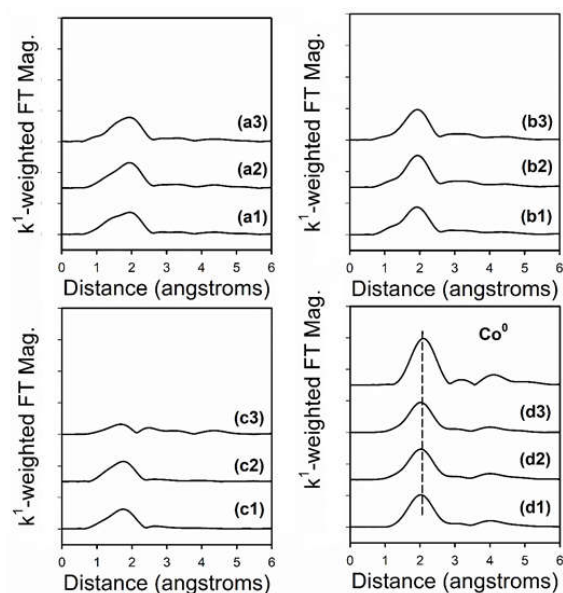 k¹-weighted FT Mag.
(a3)
(a2)
(a1)
0 1 2 3 4 5 6
Distance (angstroms)
k¹-weighted FT Mag.
(b3)
(b2)
(b1)
0 1 2 3 4 5 6
Distance (angstroms)
k¹-weighted FT Mag.
(c3)
(c2)
(c1)
0 1 2 3 4 5 6
Distance (angstroms)
k¹-weighted FT Mag.
Co⁰
(d3)
(d2)
(d1)
0 1 2 3 4 5 6
Distance (angstroms)